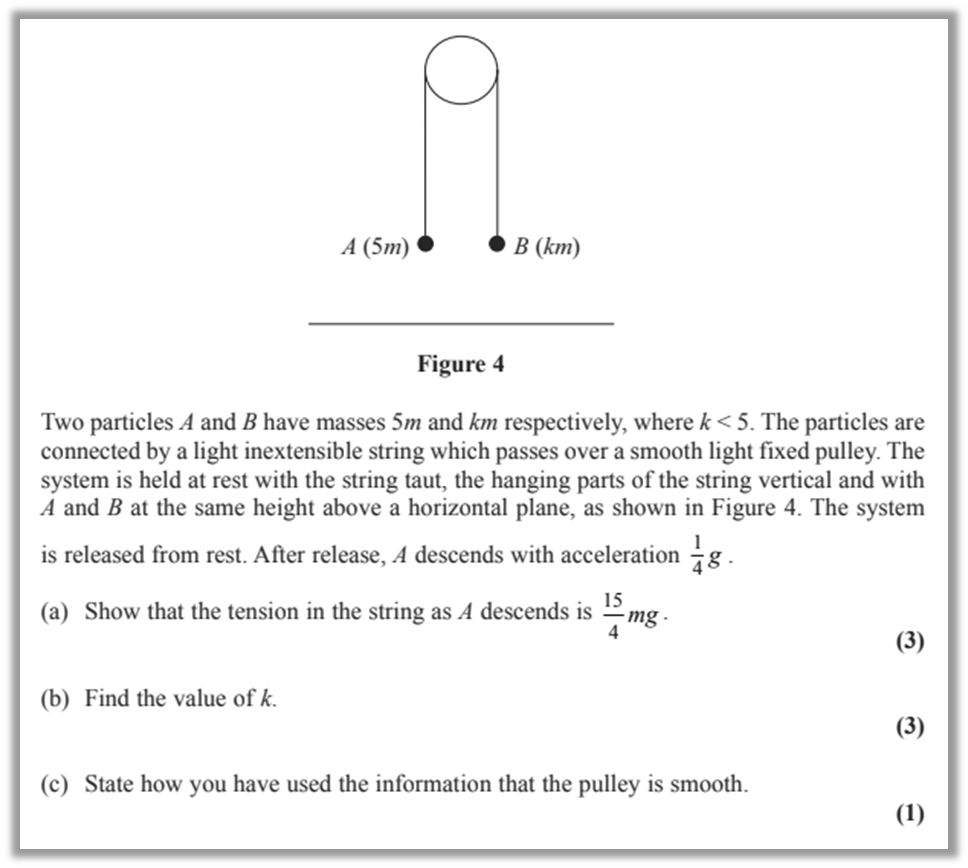 A (5m) B (km)
Figure 4
Two particles A and B have masses 5m and km respectively, where k < 5. The particles are
connected by a light inextensible string which passes over a smooth light fixed pulley. The
system is held at rest with the string taut, the hanging parts of the string vertical and with
A and B at the same height above a horizontal plane, as shown in Figure 4. The system
is released from rest. After release, A descends with acceleration 1/4 g .
(a) Show that the tension in the string as A descends is 15/4 mg .
(3)
(b) Find the value of k.
(3)
(c) State how you have used the information that the pulley is smooth.
(1)